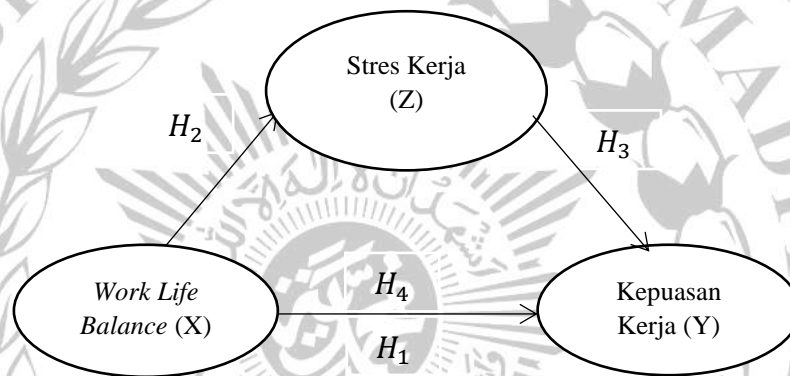 Stres Kerja
(Z)
H₂
H₃
Work Life
Balance (X)
H₄
H₁
Kepuasan
Kerja (Y)